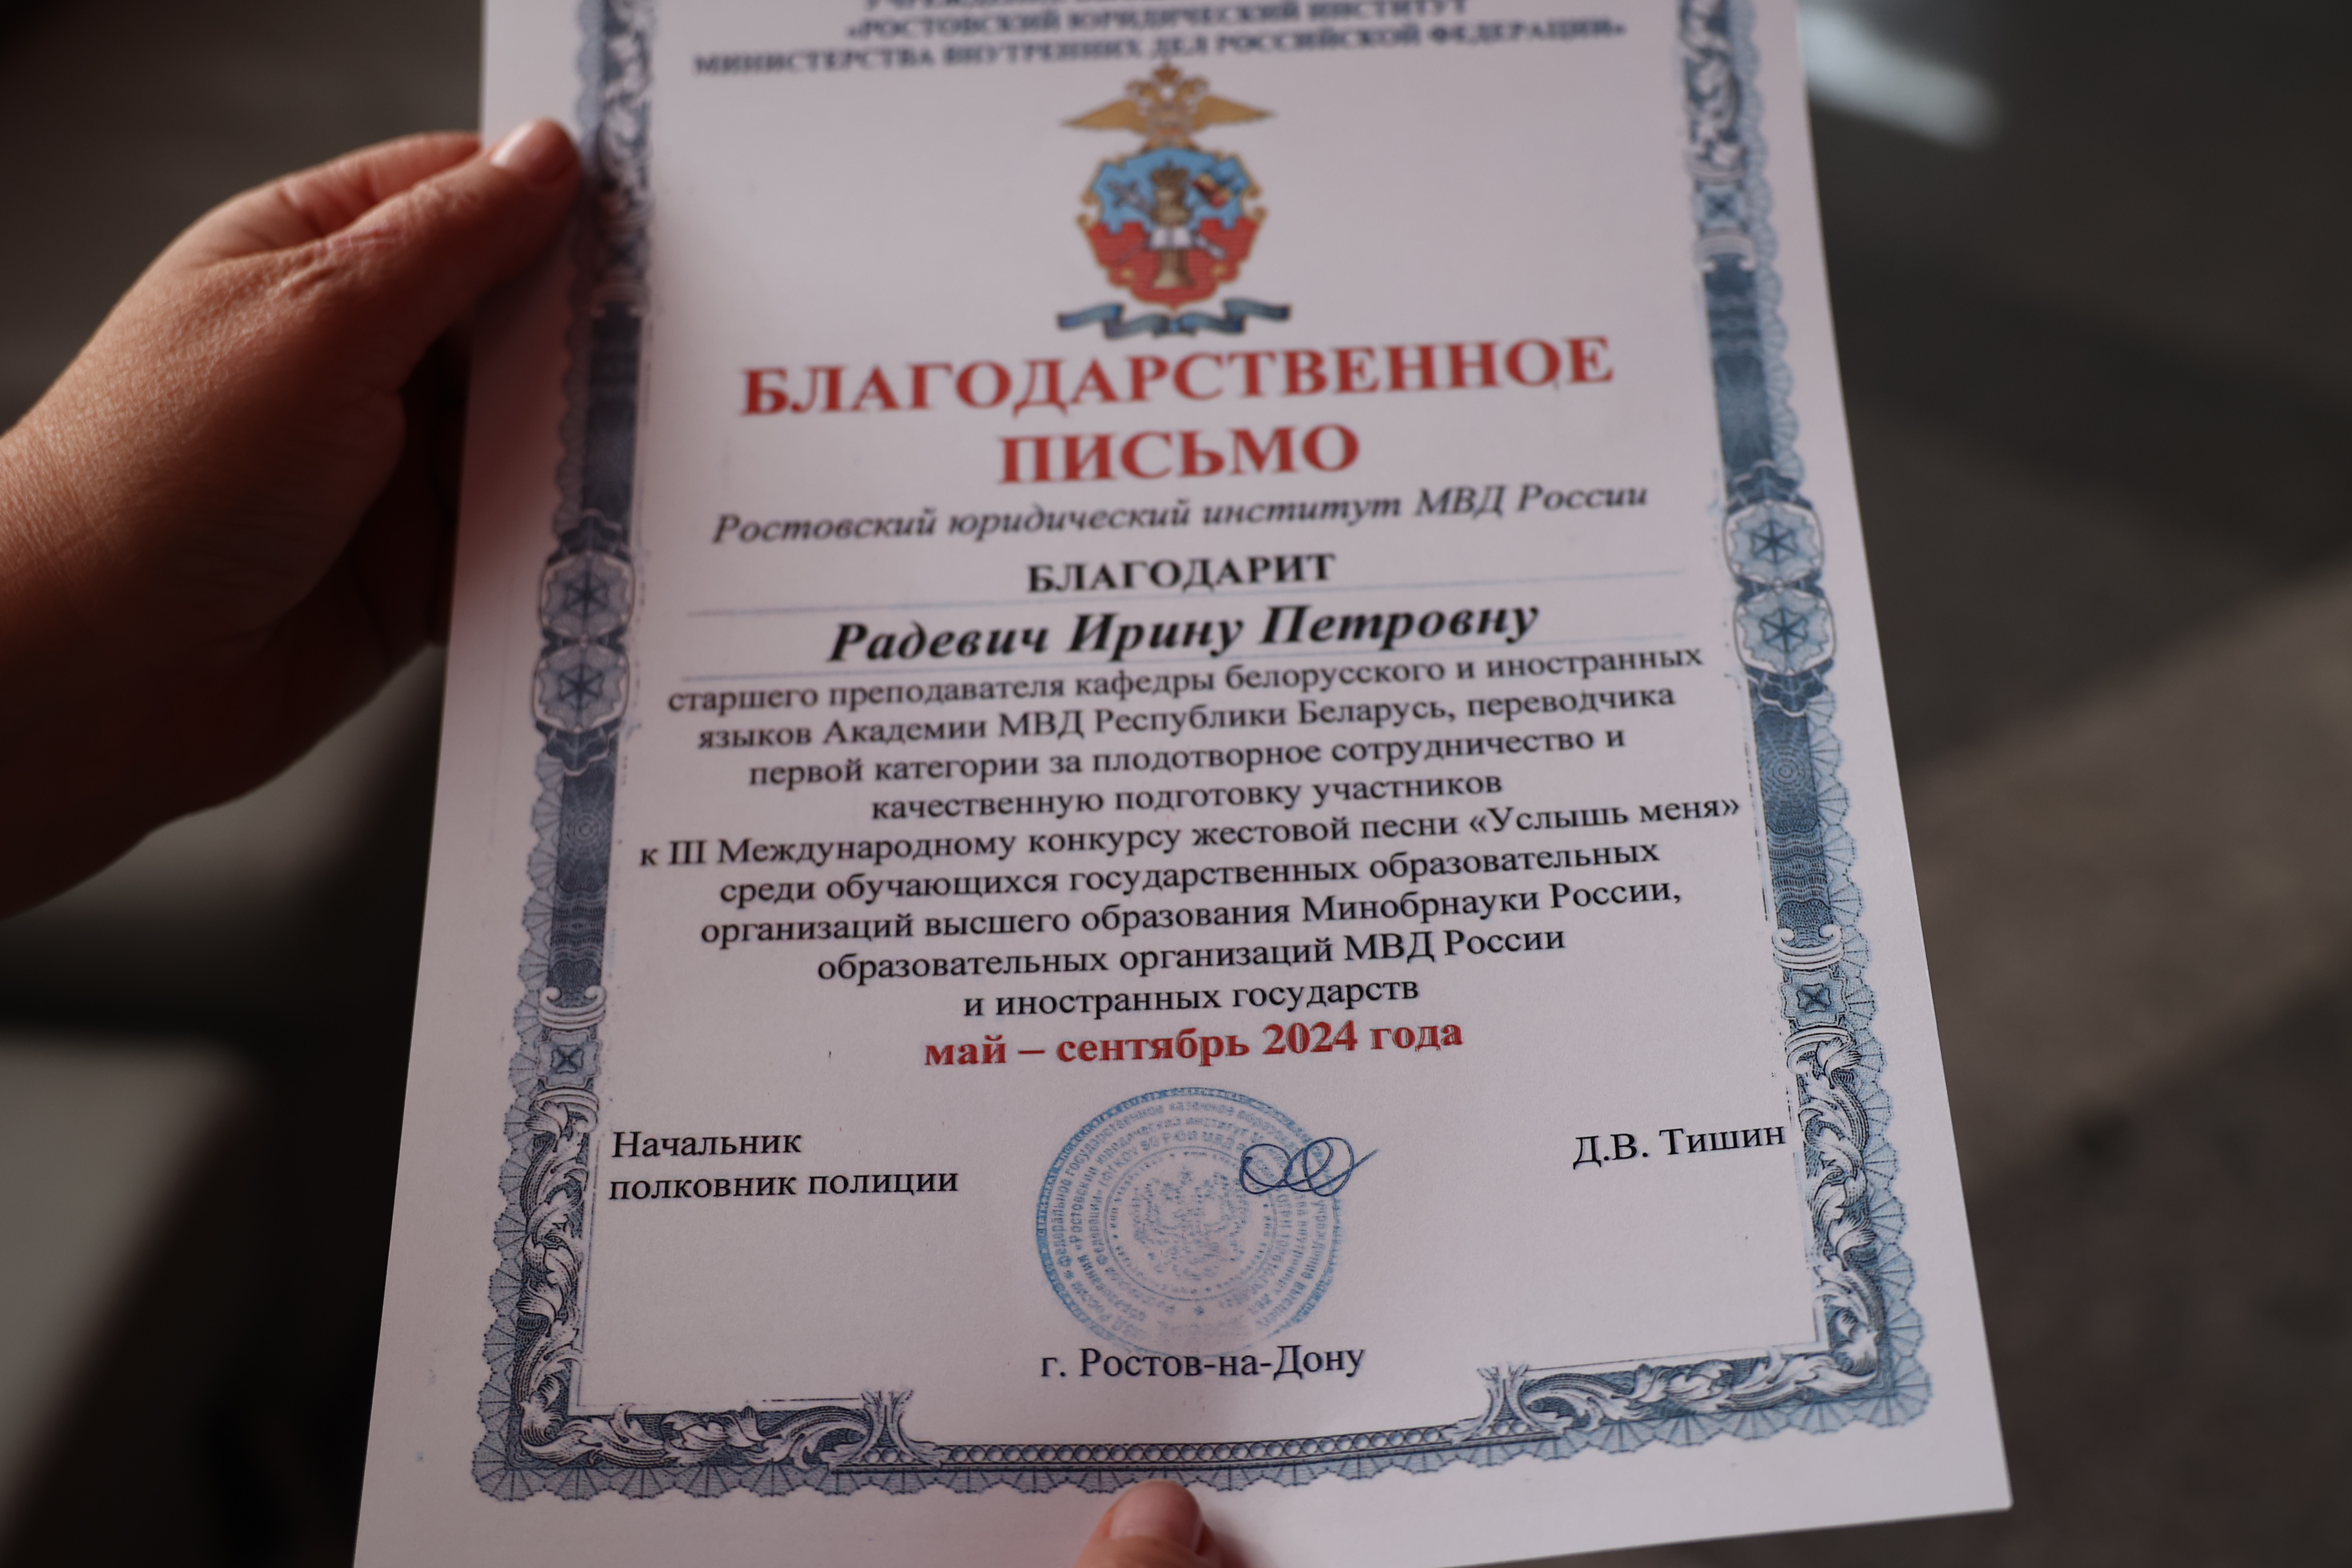 «РОСТОВСКИЙ ЮРИДИЧЕСКИЙ ИНСТИТУТ
МИНИСТЕРСТВА ВНУТРЕННИХ ДЕЛ РОССИЙСКОЙ ФЕДЕРАЦИИ»
БЛАГОДАРСТВЕННОЕ
ПИСЬМО
Ростовский юридический институт МВД России
БЛАГОДАРИТ
Радевич Ирину Петровну
старшего преподавателя кафедры белорусского и иностранных
языков Академии МВД Республики Беларусь, переводчика
первой категории за плодотворное сотрудничество и
качественную подготовку участников
к III Международному конкурсу жестовой песни «Услышь меня»
среди обучающихся государственных образовательных
организаций высшего образования Минобрнауки России,
образовательных организаций МВД России
и иностранных государств
май – сентябрь 2024 года
Начальник
полковник полиции
Д.В. Тишин
г. Ростов-на-Дону